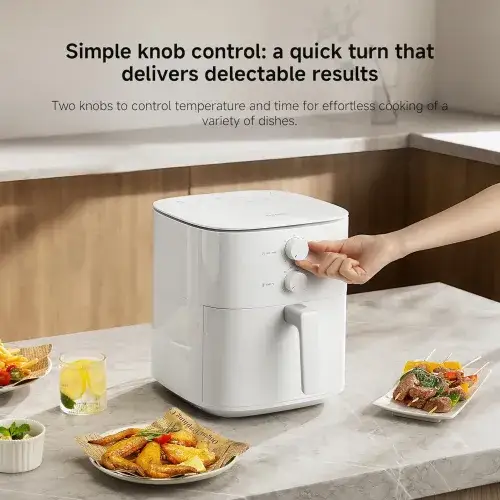 Simple knob control: a quick turn that
delivers delectable results
Two knobs to control temperature and time for effortless cooking of a
variety of dishes.